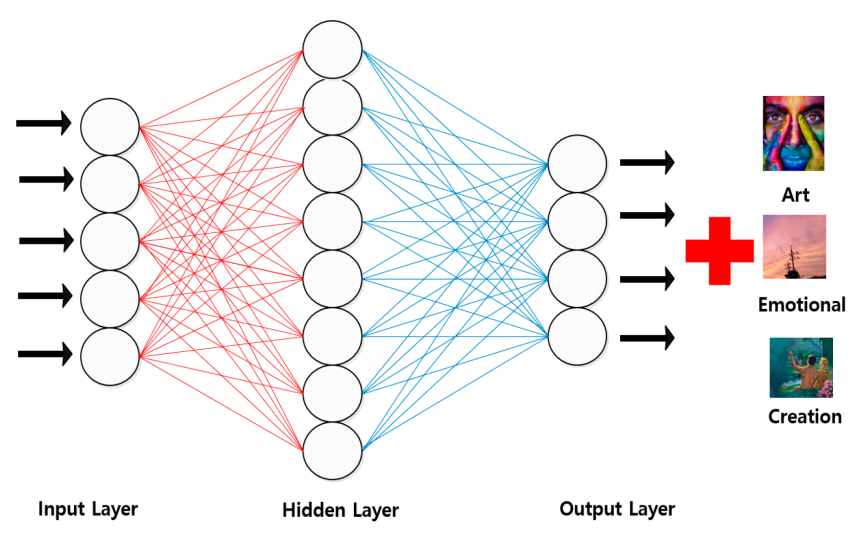 Art
Emotional
Creation
Input Layer
Hidden Layer
Output Layer